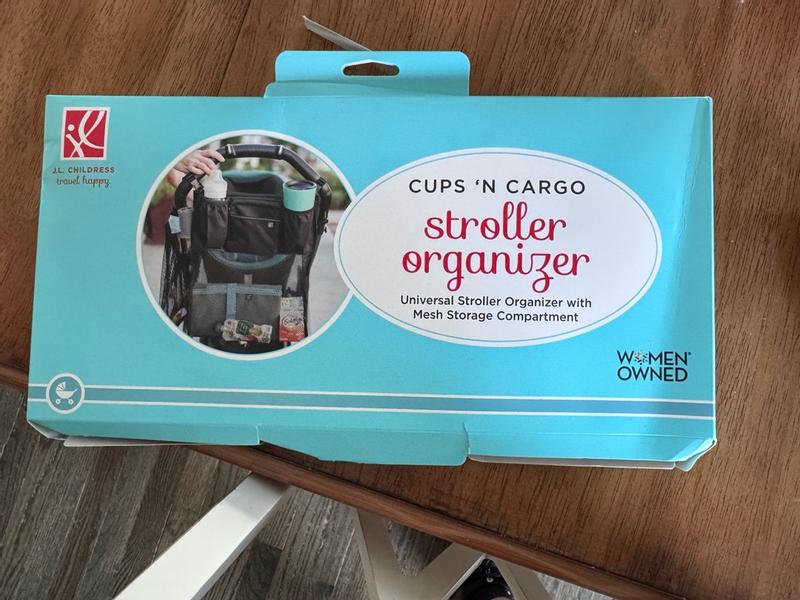 J.L. CHILDRESS
travel happy.
CUPS 'N CARGO
stroller
organizer
Universal Stroller Organizer with
Mesh Storage Compartment
WOMEN
OWNED